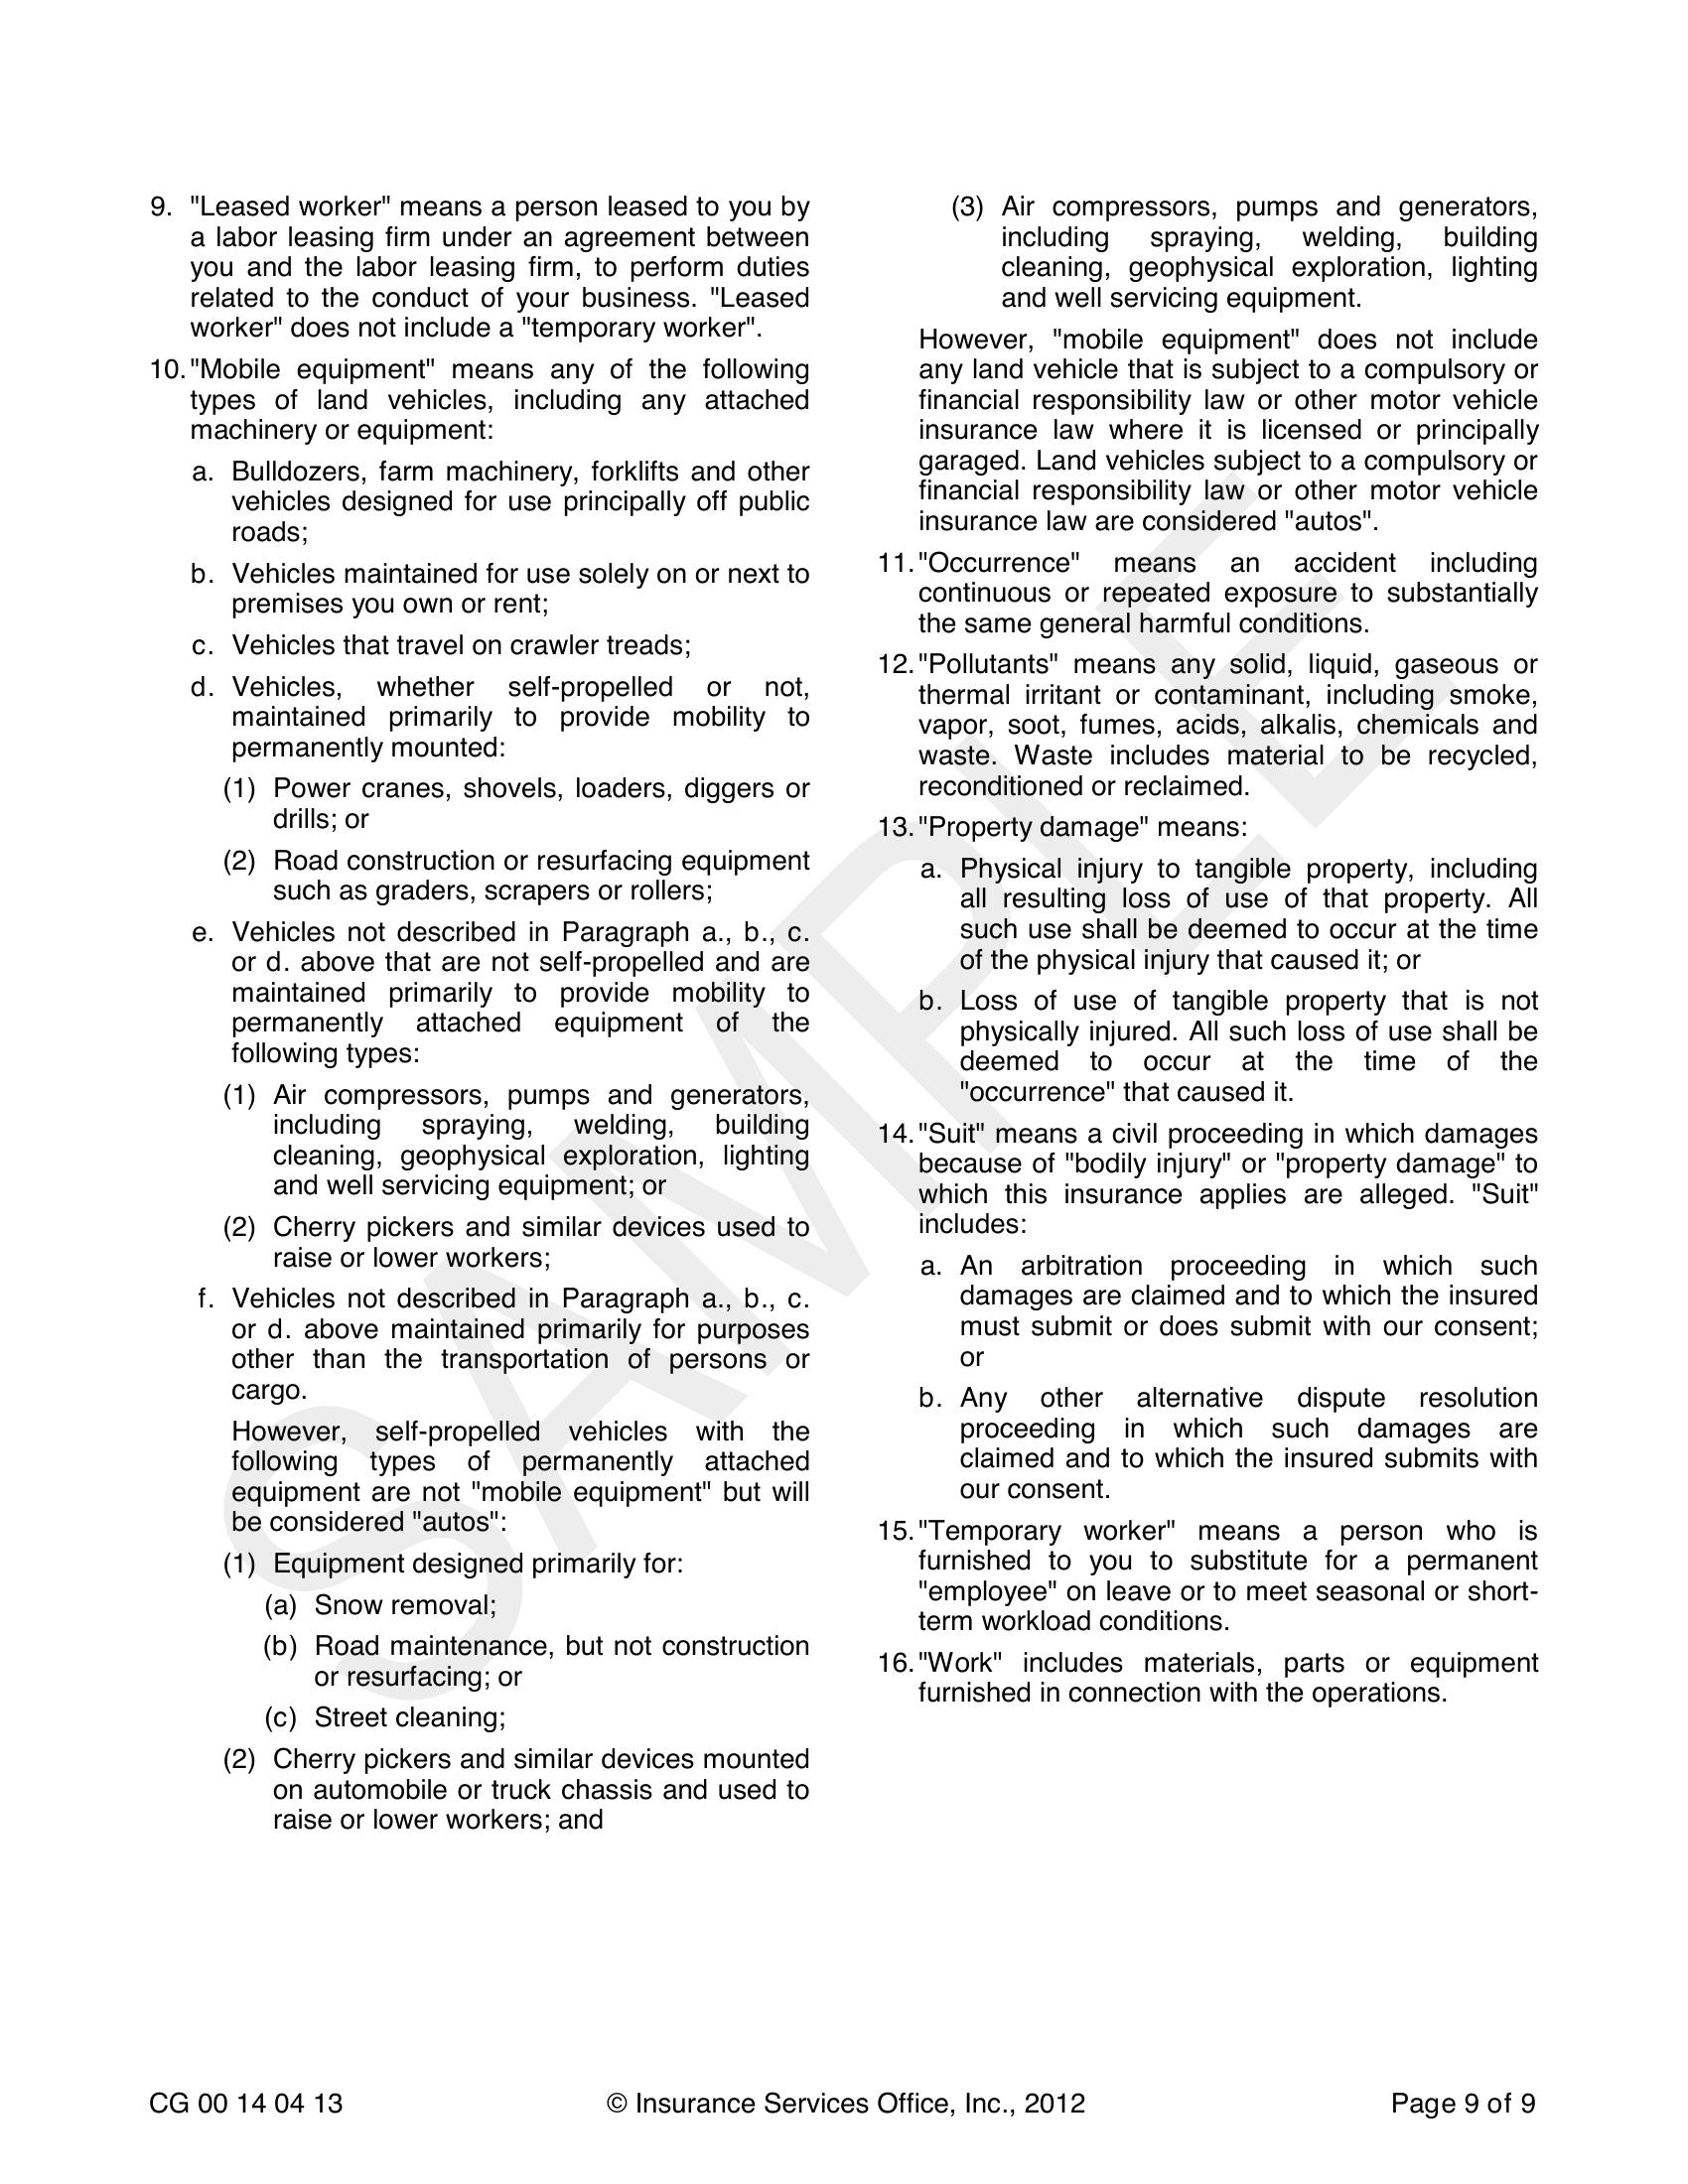 9. "Leased worker" means a person leased to you by
a labor leasing firm under an agreement between
you and the labor leasing firm, to perform duties
related to the conduct of your business. "Leased
worker" does not include a "temporary worker".
10. "Mobile equipment" means any of the following
types of land vehicles, including any attached
machinery or equipment:
a. Bulldozers, farm machinery, forklifts and other
vehicles designed for use principally off public
roads;
b. Vehicles maintained for use solely on or next to
premises you own or rent;
c. Vehicles that travel on crawler treads;
d. Vehicles, whether self-propelled or not,
maintained primarily to provide mobility to
permanently mounted:
(1) Power cranes, shovels, loaders, diggers or
drills; or
(2) Road construction or resurfacing equipment
such as graders, scrapers or rollers;
e. Vehicles not described in Paragraph a., b., c.
or d. above that are not self-propelled and are
maintained primarily to provide mobility to
permanently attached equipment of the
following types:
(1) Air compressors, pumps and generators,
including spraying, welding, building
cleaning, geophysical exploration, lighting
and well servicing equipment; or
(2) Cherry pickers and similar devices used to
raise or lower workers;
f. Vehicles not described in Paragraph a., b., c.
or d. above maintained primarily for purposes
other than the transportation of persons or
cargo.
However, self-propelled vehicles with the
following types of permanently attached
equipment are not "mobile equipment" but will
be considered "autos":
(1) Equipment designed primarily for:
(a) Snow removal;
(b) Road maintenance, but not construction
or resurfacing; or
(c) Street cleaning;
(2) Cherry pickers and similar devices mounted
on automobile or truck chassis and used to
raise or lower workers; and
(3) Air compressors, pumps and generators,
including spraying, welding, building
cleaning, geophysical exploration, lighting
and well servicing equipment.
However, "mobile equipment" does not include
any land vehicle that is subject to a compulsory or
financial responsibility law or other motor vehicle
insurance law where it is licensed or principally
garaged. Land vehicles subject to a compulsory or
financial responsibility law or other motor vehicle
insurance law are considered "autos".
11. "Occurrence" means an accident including
continuous or repeated exposure to substantially
the same general harmful conditions.
12. "Pollutants" means any solid, liquid, gaseous or
thermal irritant or contaminant, including smoke,
vapor, soot, fumes, acids, alkalis, chemicals and
waste. Waste includes material to be recycled,
reconditioned or reclaimed.
13. "Property damage" means:
a. Physical injury to tangible property, including
all resulting loss of use of that property. All
such use shall be deemed to occur at the time
of the physical injury that caused it; or
b. Loss of use of tangible property that is not
physically injured. All such loss of use shall be
deemed to occur at the time of the
"occurrence" that caused it.
14. "Suit" means a civil proceeding in which damages
because of "bodily injury" or "property damage" to
which this insurance applies are alleged. "Suit"
includes:
a. An arbitration proceeding in which such
damages are claimed and to which the insured
must submit or does submit with our consent;
or
b. Any other alternative dispute resolution
proceeding in which such damages are
claimed and to which the insured submits with
our consent.
15. "Temporary worker" means a person who is
furnished to you to substitute for a permanent
"employee" on leave or to meet seasonal or short-
term workload conditions.
16. "Work" includes materials, parts or equipment
furnished in connection with the operations.
SAMPLE
CG 00 14 04 13
© Insurance Services Office, Inc., 2012
Page 9 of 9